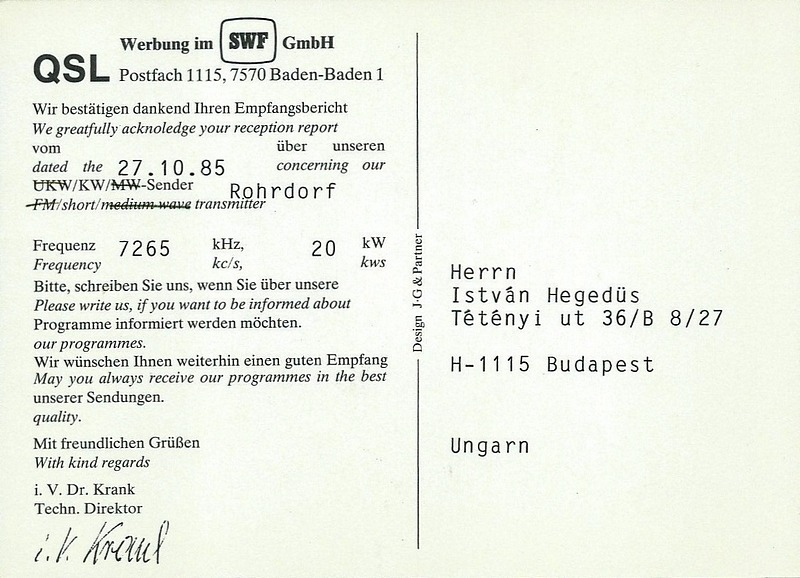 Werbung im SWF GmbH
QSL Postfach 1115, 7570 Baden-Baden 1
Wir bestätigen dankend Ihren Empfangsbericht
We greatfully acknoledge your reception report
vom über unseren
dated the 27.10.85 concerning our
UKW/KW/MW-Sender Rohrdorf
FM/short/medium wave transmitter
Frequenz 7265 kHz, 20 kW
Frequency kc/s, kws
Bitte, schreiben Sie uns, wenn Sie über unsere
Please write us, if you want to be informed about
Programme informiert werden möchten.
our programmes.
Wir wünschen Ihnen weiterhin einen guten Empfang
May you always receive our programmes in the best
unserer Sendungen.
quality.
Mit freundlichen Grüßen
With kind regards
i. V. Dr. Krank
Techn. Direktor
i. V. Krank
Design J·G & Partner
Herrn
István Hegedüs
Tétényi ut 36/B 8/27
H-1115 Budapest
Ungarn